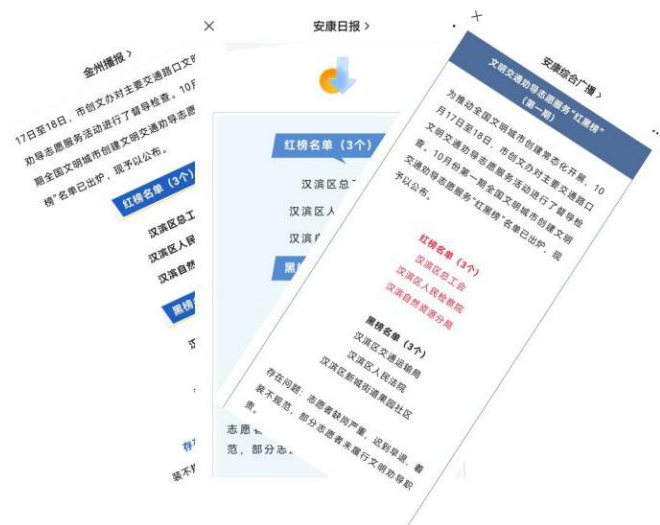 金州播报 >
17日至18日,市创文办对主要交通路口文明
劝导志愿服务活动进行了督导检查。10月
期全国文明城市创建文明交通劝导志愿
榜"名单已出炉,现予以公布。
红榜名单(3个)
汉滨区总工
汉滨区人民
汉滨自然
黑榜
存在
装不规
安康日报 >
红榜名单(3个)
汉滨区总工
汉滨区人
汉滨自
黑
志愿者
范,部分志
安康综合广播 >
文明交通劝导志愿服务"红黑榜"
(第一期)
为推动全国文明城市创建常态化开展,10
月17日至18日,市创文办对主要交通路口
文明交通劝导志愿服务活动进行了督导检
查。10月份第一期全国文明城市创建文明
交通劝导志愿服务"红黑榜"名单已出炉,现
予以公布。
红榜名单(3个)
汉滨区总工会
汉滨区人民检察院
汉滨自然资源分局
黑榜名单(3个)
汉滨区交通运输局
汉滨区人民法院
汉滨区新城街道果园社区
存在问题:志愿者缺岗严重,迟到早退、着
装不规范,部分志愿者未履行文明劝导职
责。